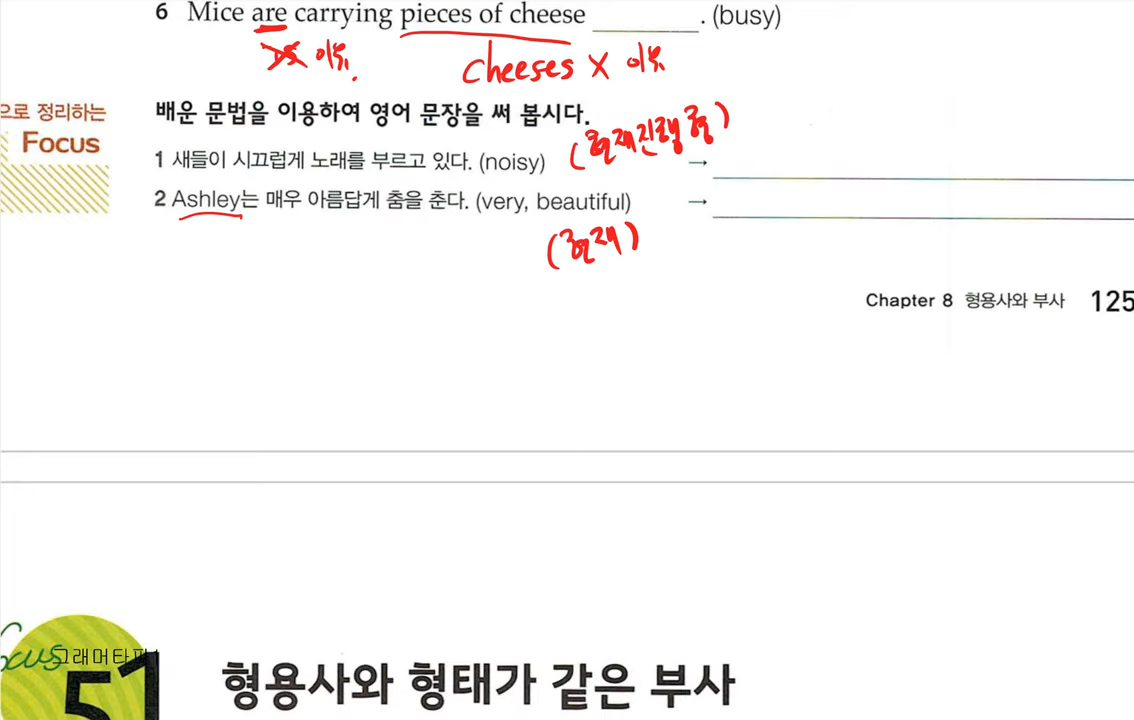 6 Mice are carrying pieces of cheese ________ . (busy)
is 이유.
cheeses X 이유
으로 정리하는
Focus
배운 문법을 이용하여 영어 문장을 써 봅시다.
(현재진행형)
1 새들이 시끄럽게 노래를 부르고 있다. (noisy) →
2 Ashley는 매우 아름답게 춤을 춘다. (very, beautiful) →
(현재)
Chapter 8 형용사와 부사 125
focus
그래머타파
51 형용사와 형태가 같은 부사